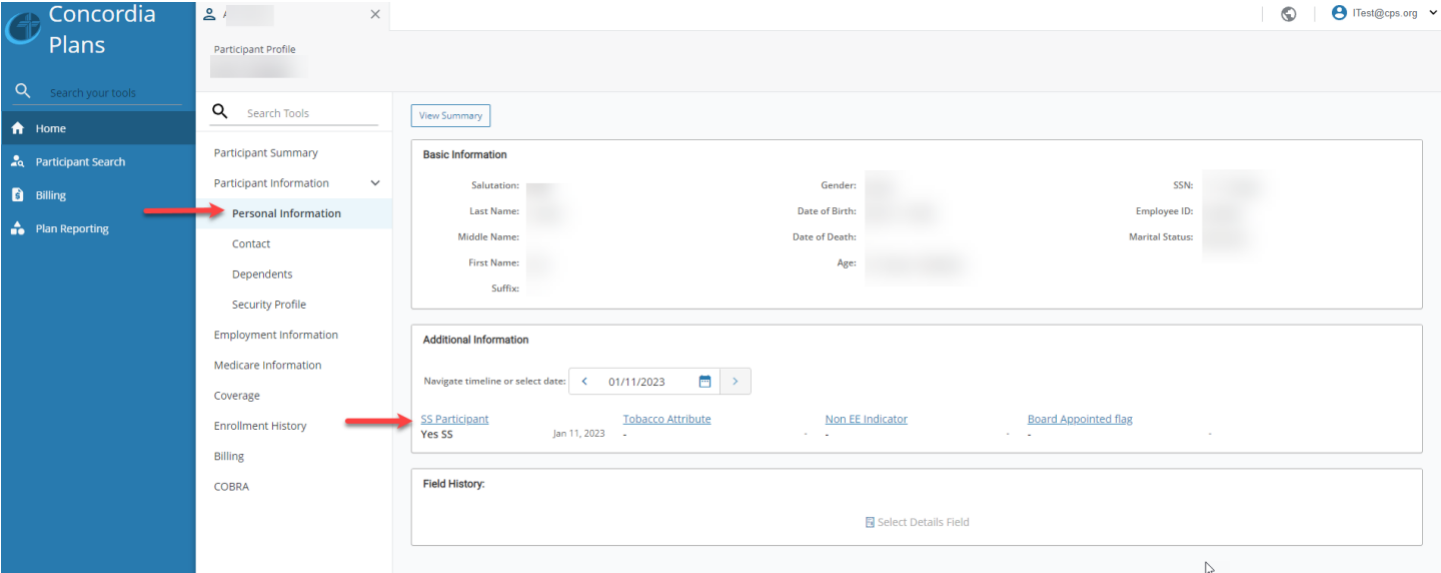 Concordia
Plans
Search your tools
Home
Participant Search
Billing
Plan Reporting
ITest@cps.org
Participant Profile
Search Tools
Participant Summary
Participant Information
Personal Information
Contact
Dependents
Security Profile
Employment Information
Medicare Information
Coverage
Enrollment History
Billing
COBRA
View Summary
Basic Information
Salutation:
Last Name:
Middle Name:
First Name:
Suffix:
Gender:
Date of Birth:
Date of Death:
Age:
SSN:
Employee ID:
Marital Status:
Additional Information
Navigate timeline or select date: < 01/11/2023 >
SS Participant Tobacco Attribute Non EE Indicator Board Appointed flag
Yes SS Jan 11, 2023 - - - - - -
Field History:
Select Details Field